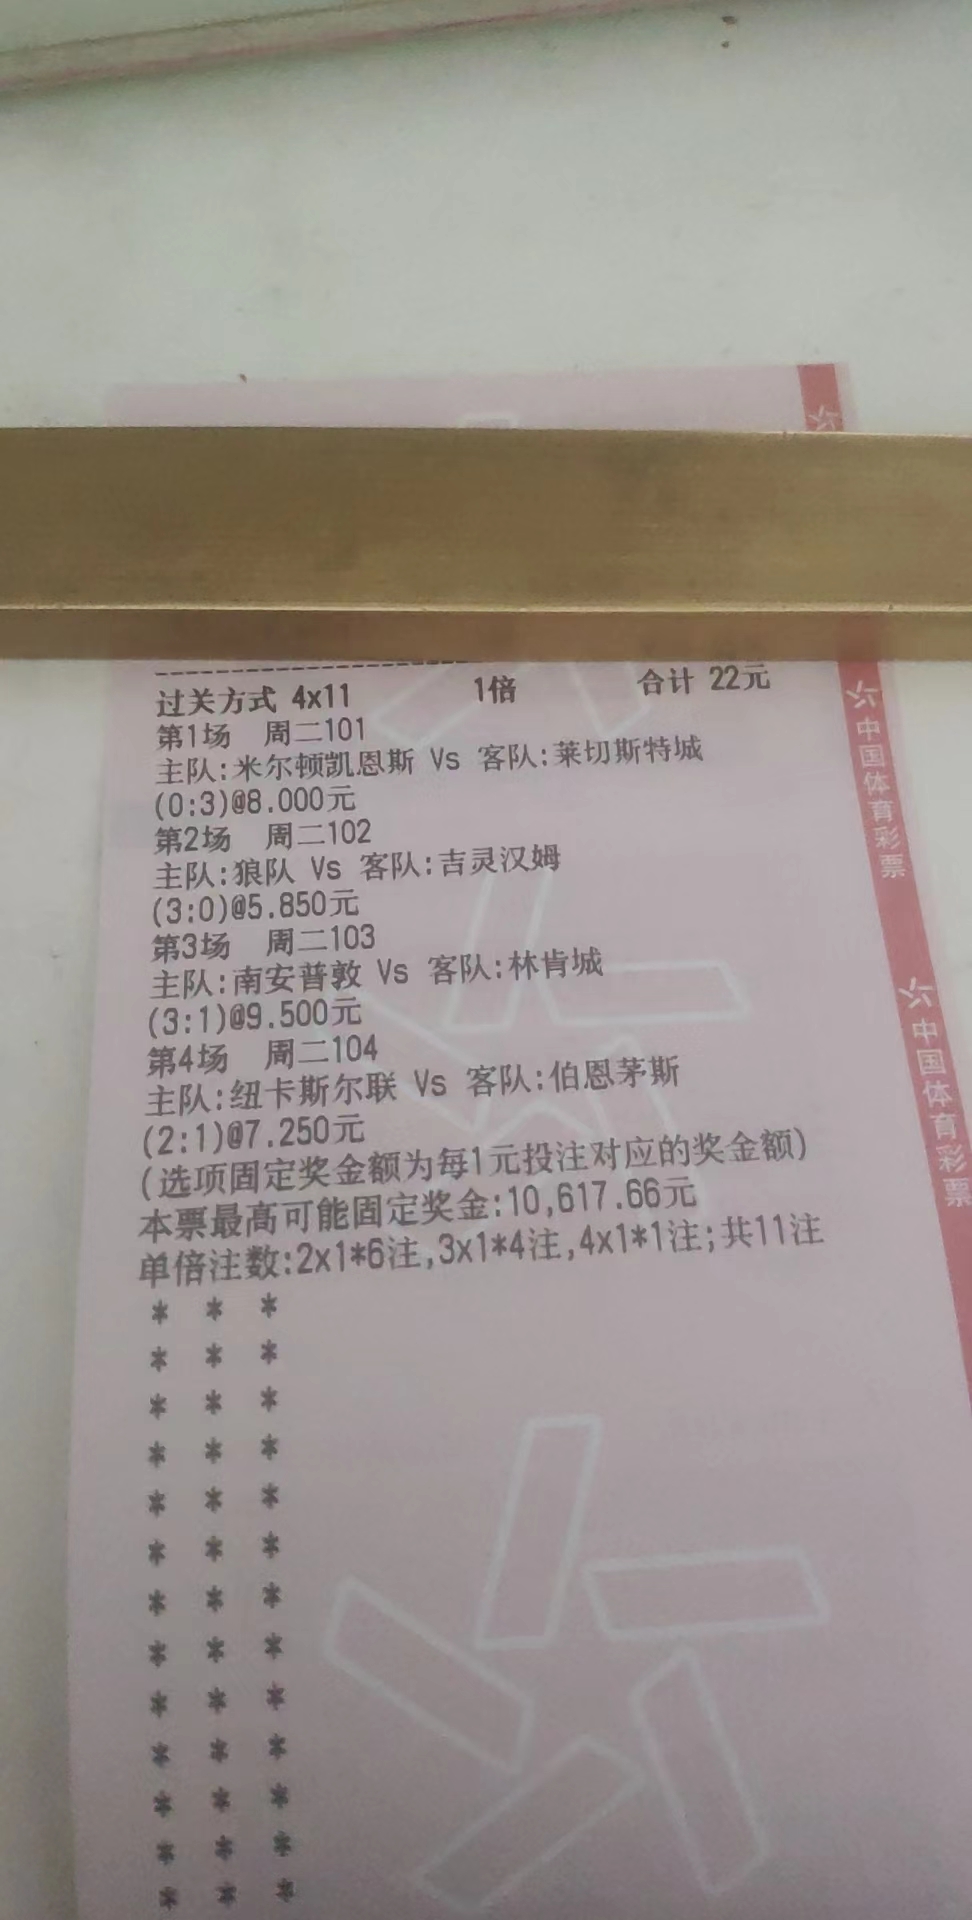 过关方式 4x11 1倍 合计 22元
第1场 周二101
主队:米尔顿凯恩斯 Vs 客队:莱切斯特城
(0:3)@8.000元
第2场 周二102
主队:狼队 Vs 客队:吉灵汉姆
(3:0)@5.850元
第3场 周二103
主队:南安普敦 Vs 客队:林肯城
(3:1)@9.500元
第4场 周二104
主队:纽卡斯尔联 Vs 客队:伯恩茅斯
(2:1)@7.250元
(选项固定奖金额为每1元投注对应的奖金额)
本票最高可能固定奖金:10,617.66元
单倍注数:2x1*6注,3x1*4注,4x1*1注;共11注
* * *
* * *
* * *
* * *
* * *
* * *
* * *
* * *
* * *
* * *
* * *
* * *
* * *
中国体育彩票
中国体育彩票